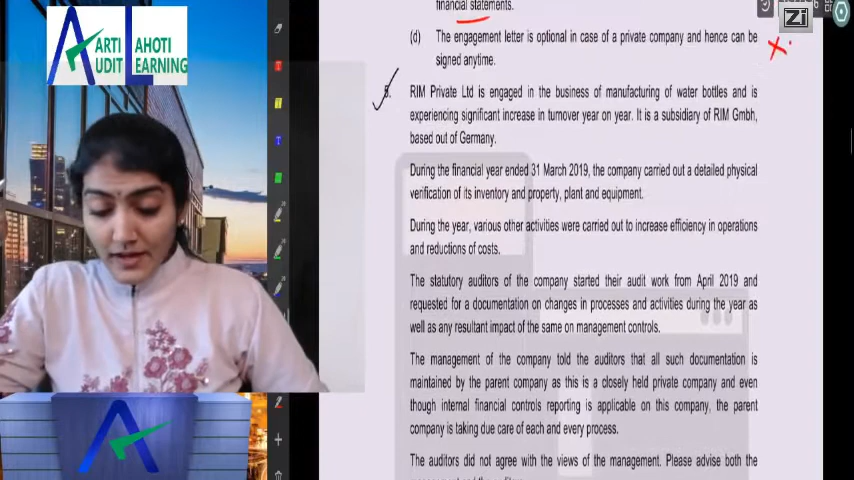 ARTI
LAHOTI
AUDIT LEARNING
Zi
financial statements.
(d) The engagement letter is optional in case of a private company and hence can be
signed anytime.
5. RIM Private Ltd is engaged in the business of manufacturing of water bottles and is
experiencing significant increase in turnover year on year. It is a subsidiary of RIM Gmbh,
based out of Germany.
During the financial year ended 31 March 2019, the company carried out a detailed physical
verification of its inventory and property, plant and equipment.
During the year, various other activities were carried out to increase efficiency in operations
and reductions of costs.
The statutory auditors of the company started their audit work from April 2019 and
requested for a documentation on changes in processes and activities during the year as
well as any resultant impact of the same on management controls.
The management of the company told the auditors that all such documentation is
maintained by the parent company as this is a closely held private company and even
though internal financial controls reporting is applicable on this company, the parent
company is taking due care of each and every process.
The auditors did not agree with the views of the management. Please advise both the